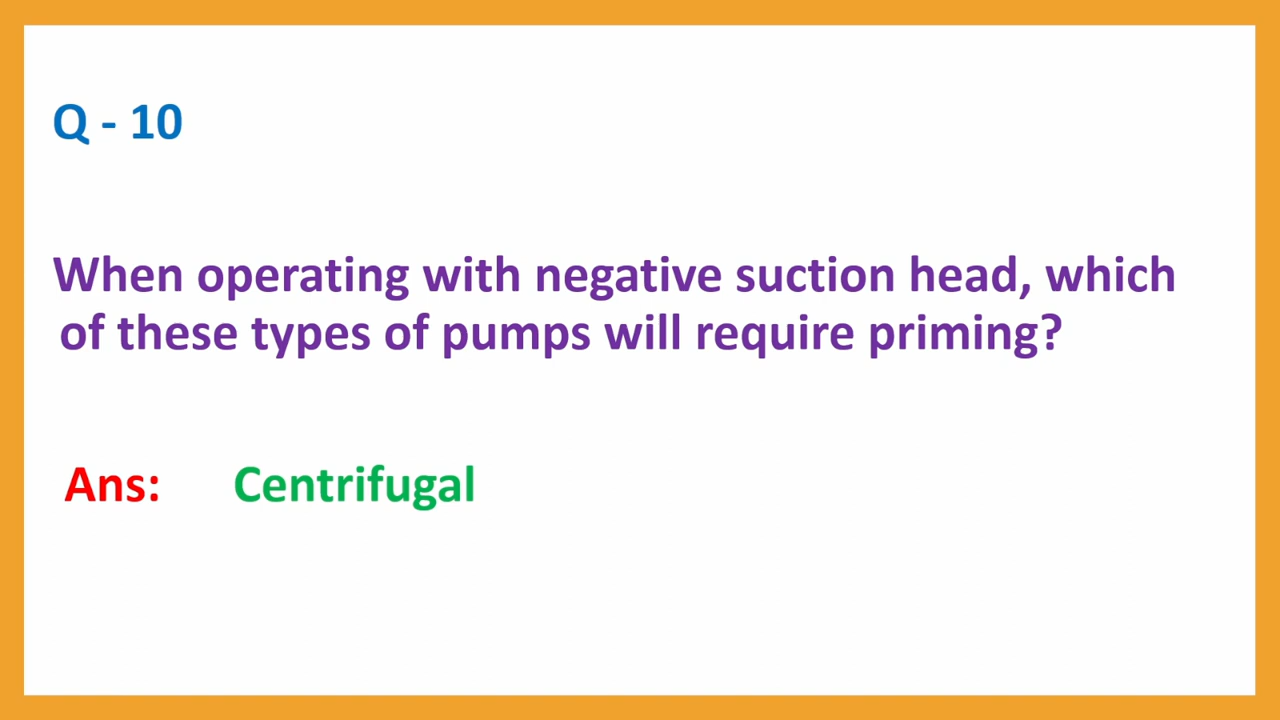 Q - 10
When operating with negative suction head, which
of these types of pumps will require priming?
Ans: Centrifugal